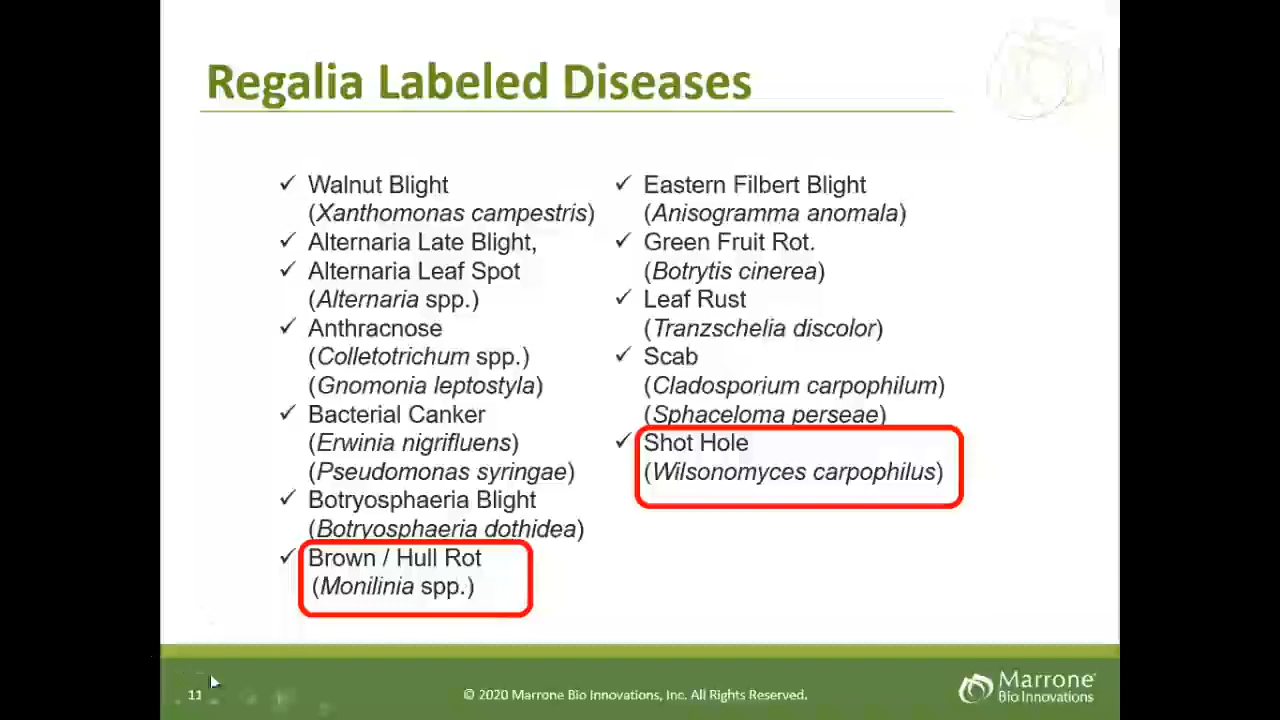 Regalia Labeled Diseases
✓ Walnut Blight
(Xanthomonas campestris)
✓ Alternaria Late Blight,
✓ Alternaria Leaf Spot
(Alternaria spp.)
✓ Anthracnose
(Colletotrichum spp.)
(Gnomonia leptostyla)
✓ Bacterial Canker
(Erwinia nigrifluens)
(Pseudomonas syringae)
✓ Botryosphaeria Blight
(Botryosphaeria dothidea)
✓ Brown / Hull Rot
(Monilinia spp.)
✓ Eastern Filbert Blight
(Anisogramma anomala)
✓ Green Fruit Rot.
(Botrytis cinerea)
✓ Leaf Rust
(Tranzschelia discolor)
✓ Scab
(Cladosporium carpophilum)
(Sphaceloma perseae)
✓ Shot Hole
(Wilsonomyces carpophilus)
11
© 2020 Marrone Bio Innovations, Inc. All Rights Reserved.
Marrone
Bio Innovations